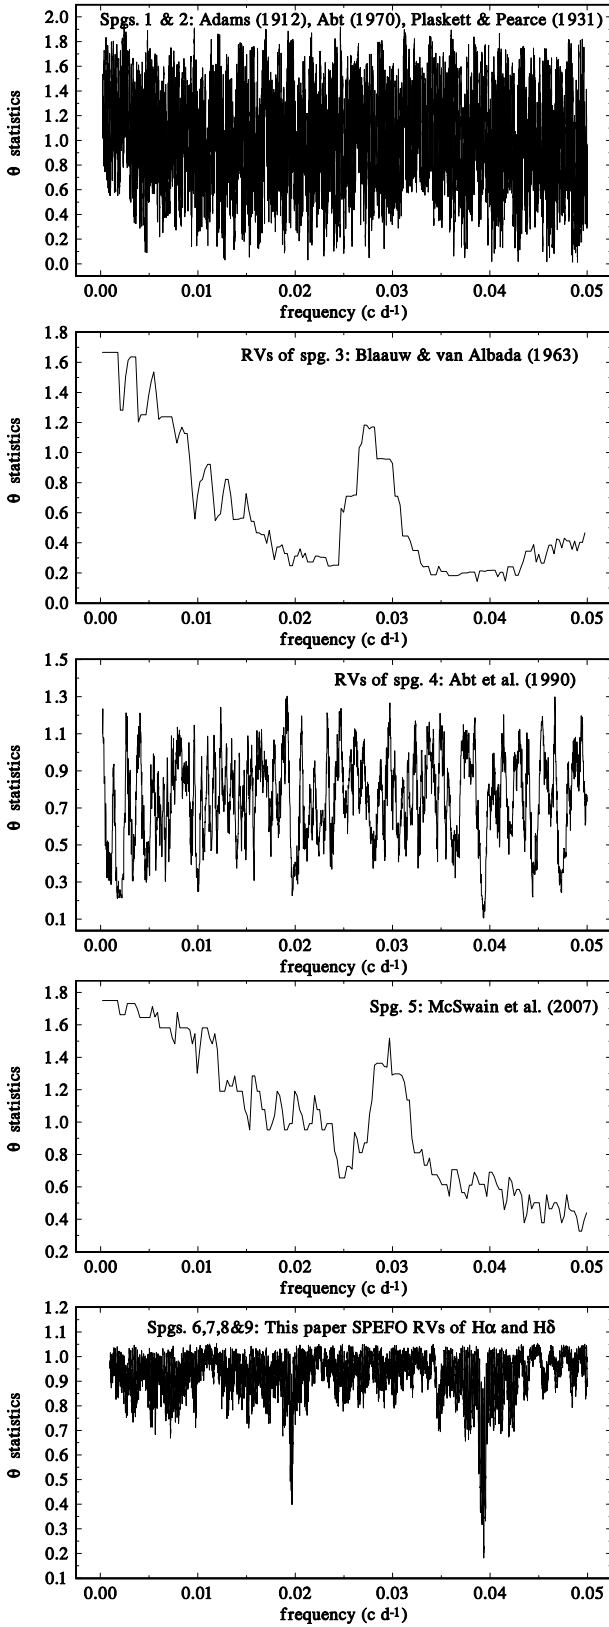 Spgs. 1 & 2: Adams (1912), Abt (1970), Plaskett & Pearce (1931)
2.0
1.8
1.6
1.4
1.2
1.0
0.8
0.6
0.4
0.2
0.0
θ statistics
0.00 0.01 0.02 0.03 0.04 0.05
frequency (c d-1)
RVs of spg. 3: Blaauw & van Albada (1963)
1.8
1.6
1.4
1.2
1.0
0.8
0.6
0.4
0.2
0.0
θ statistics
0.00 0.01 0.02 0.03 0.04 0.05
frequency (c d-1)
RVs of spg. 4: Abt et al. (1990)
1.5
1.3
1.1
0.9
0.7
0.5
0.3
0.1
θ statistics
0.00 0.01 0.02 0.03 0.04 0.05
frequency (c d-1)
Spg. 5: McSwain et al. (2007)
1.8
1.6
1.4
1.2
1.0
0.8
0.6
0.4
0.2
θ statistics
0.00 0.01 0.02 0.03 0.04 0.05
frequency (c d-1)
Spgs. 6,7,8&9: This paper SPEFO RVs of Hα and Hδ
1.2
1.1
1.0
0.9
0.8
0.7
0.6
0.5
0.4
0.3
0.2
0.1
θ statistics
0.00 0.01 0.02 0.03 0.04 0.05
frequency (c d-1)